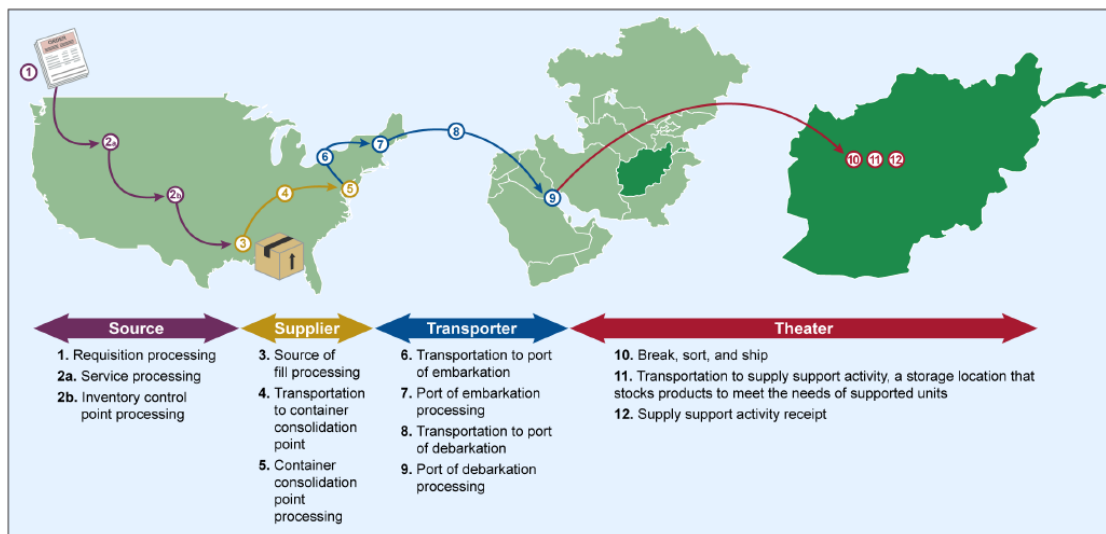 ORDER
1
2a
2b
3
4
5
6
7
8
9
10
11
12
Source
1. Requisition processing
2a. Service processing
2b. Inventory control
point processing
Supplier
3. Source of
fill processing
4. Transportation
to container
consolidation
point
5. Container
consolidation
point
processing
Transporter
6. Transportation to port
of embarkation
7. Port of embarkation
processing
8. Transportation to port
of debarkation
9. Port of debarkation
processing
Theater
10. Break, sort, and ship
11. Transportation to supply support activity, a storage location that
stocks products to meet the needs of supported units
12. Supply support activity receipt